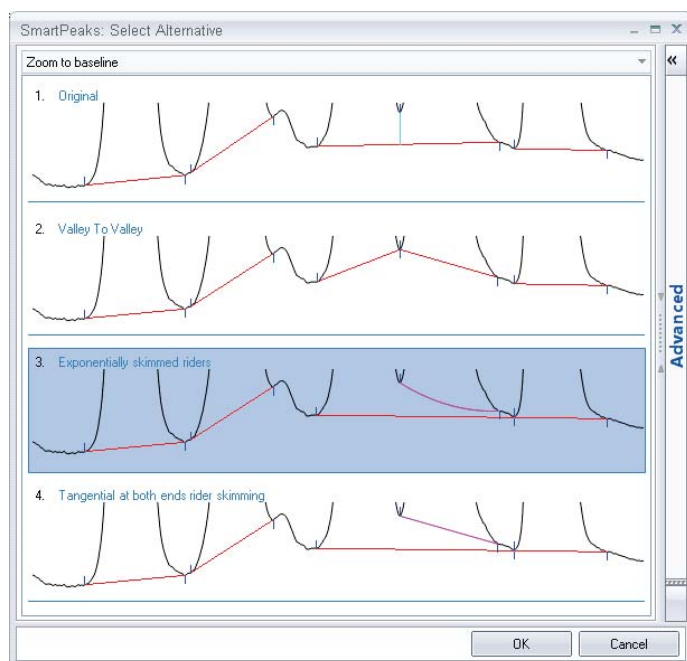 SmartPeaks: Select Alternative
Zoom to baseline
1. Original
2. Valley To Valley
3. Exponentially skimmed riders
4. Tangential at both ends rider skimming
Advanced
OK Cancel